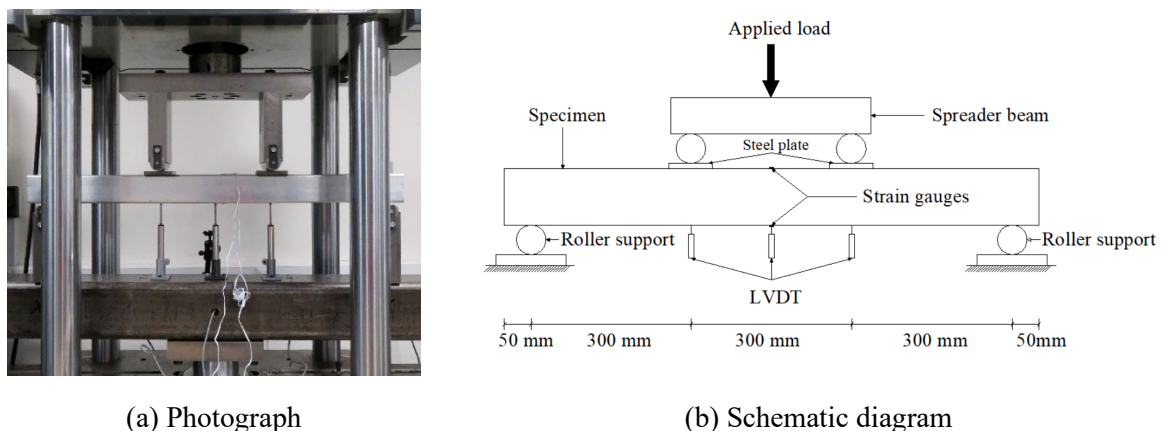 Applied load
Specimen
Spreader beam
Steel plate
Strain gauges
Roller support
Roller support
LVDT
50 mm 300 mm 300 mm 300 mm 50mm
(a) Photograph
(b) Schematic diagram